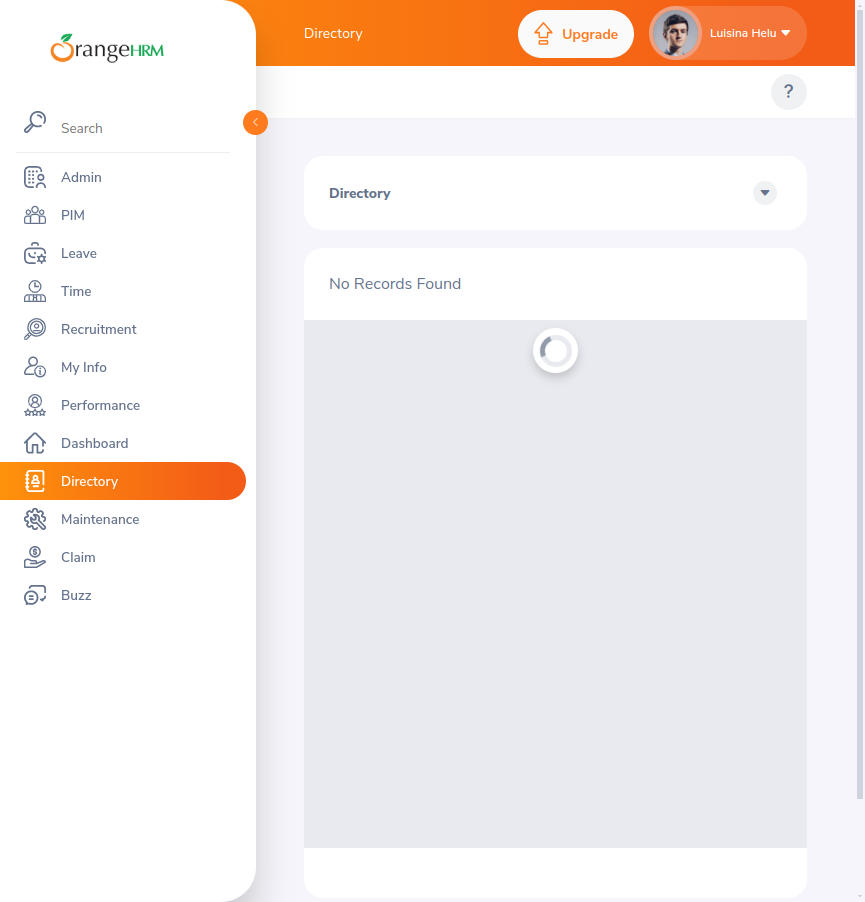 OrangeHRM
Directory
Upgrade
Luisina Helu
?
Search
Admin
PIM
Leave
Time
Recruitment
My Info
Performance
Dashboard
Directory
Maintenance
Claim
Buzz
Directory
No Records Found